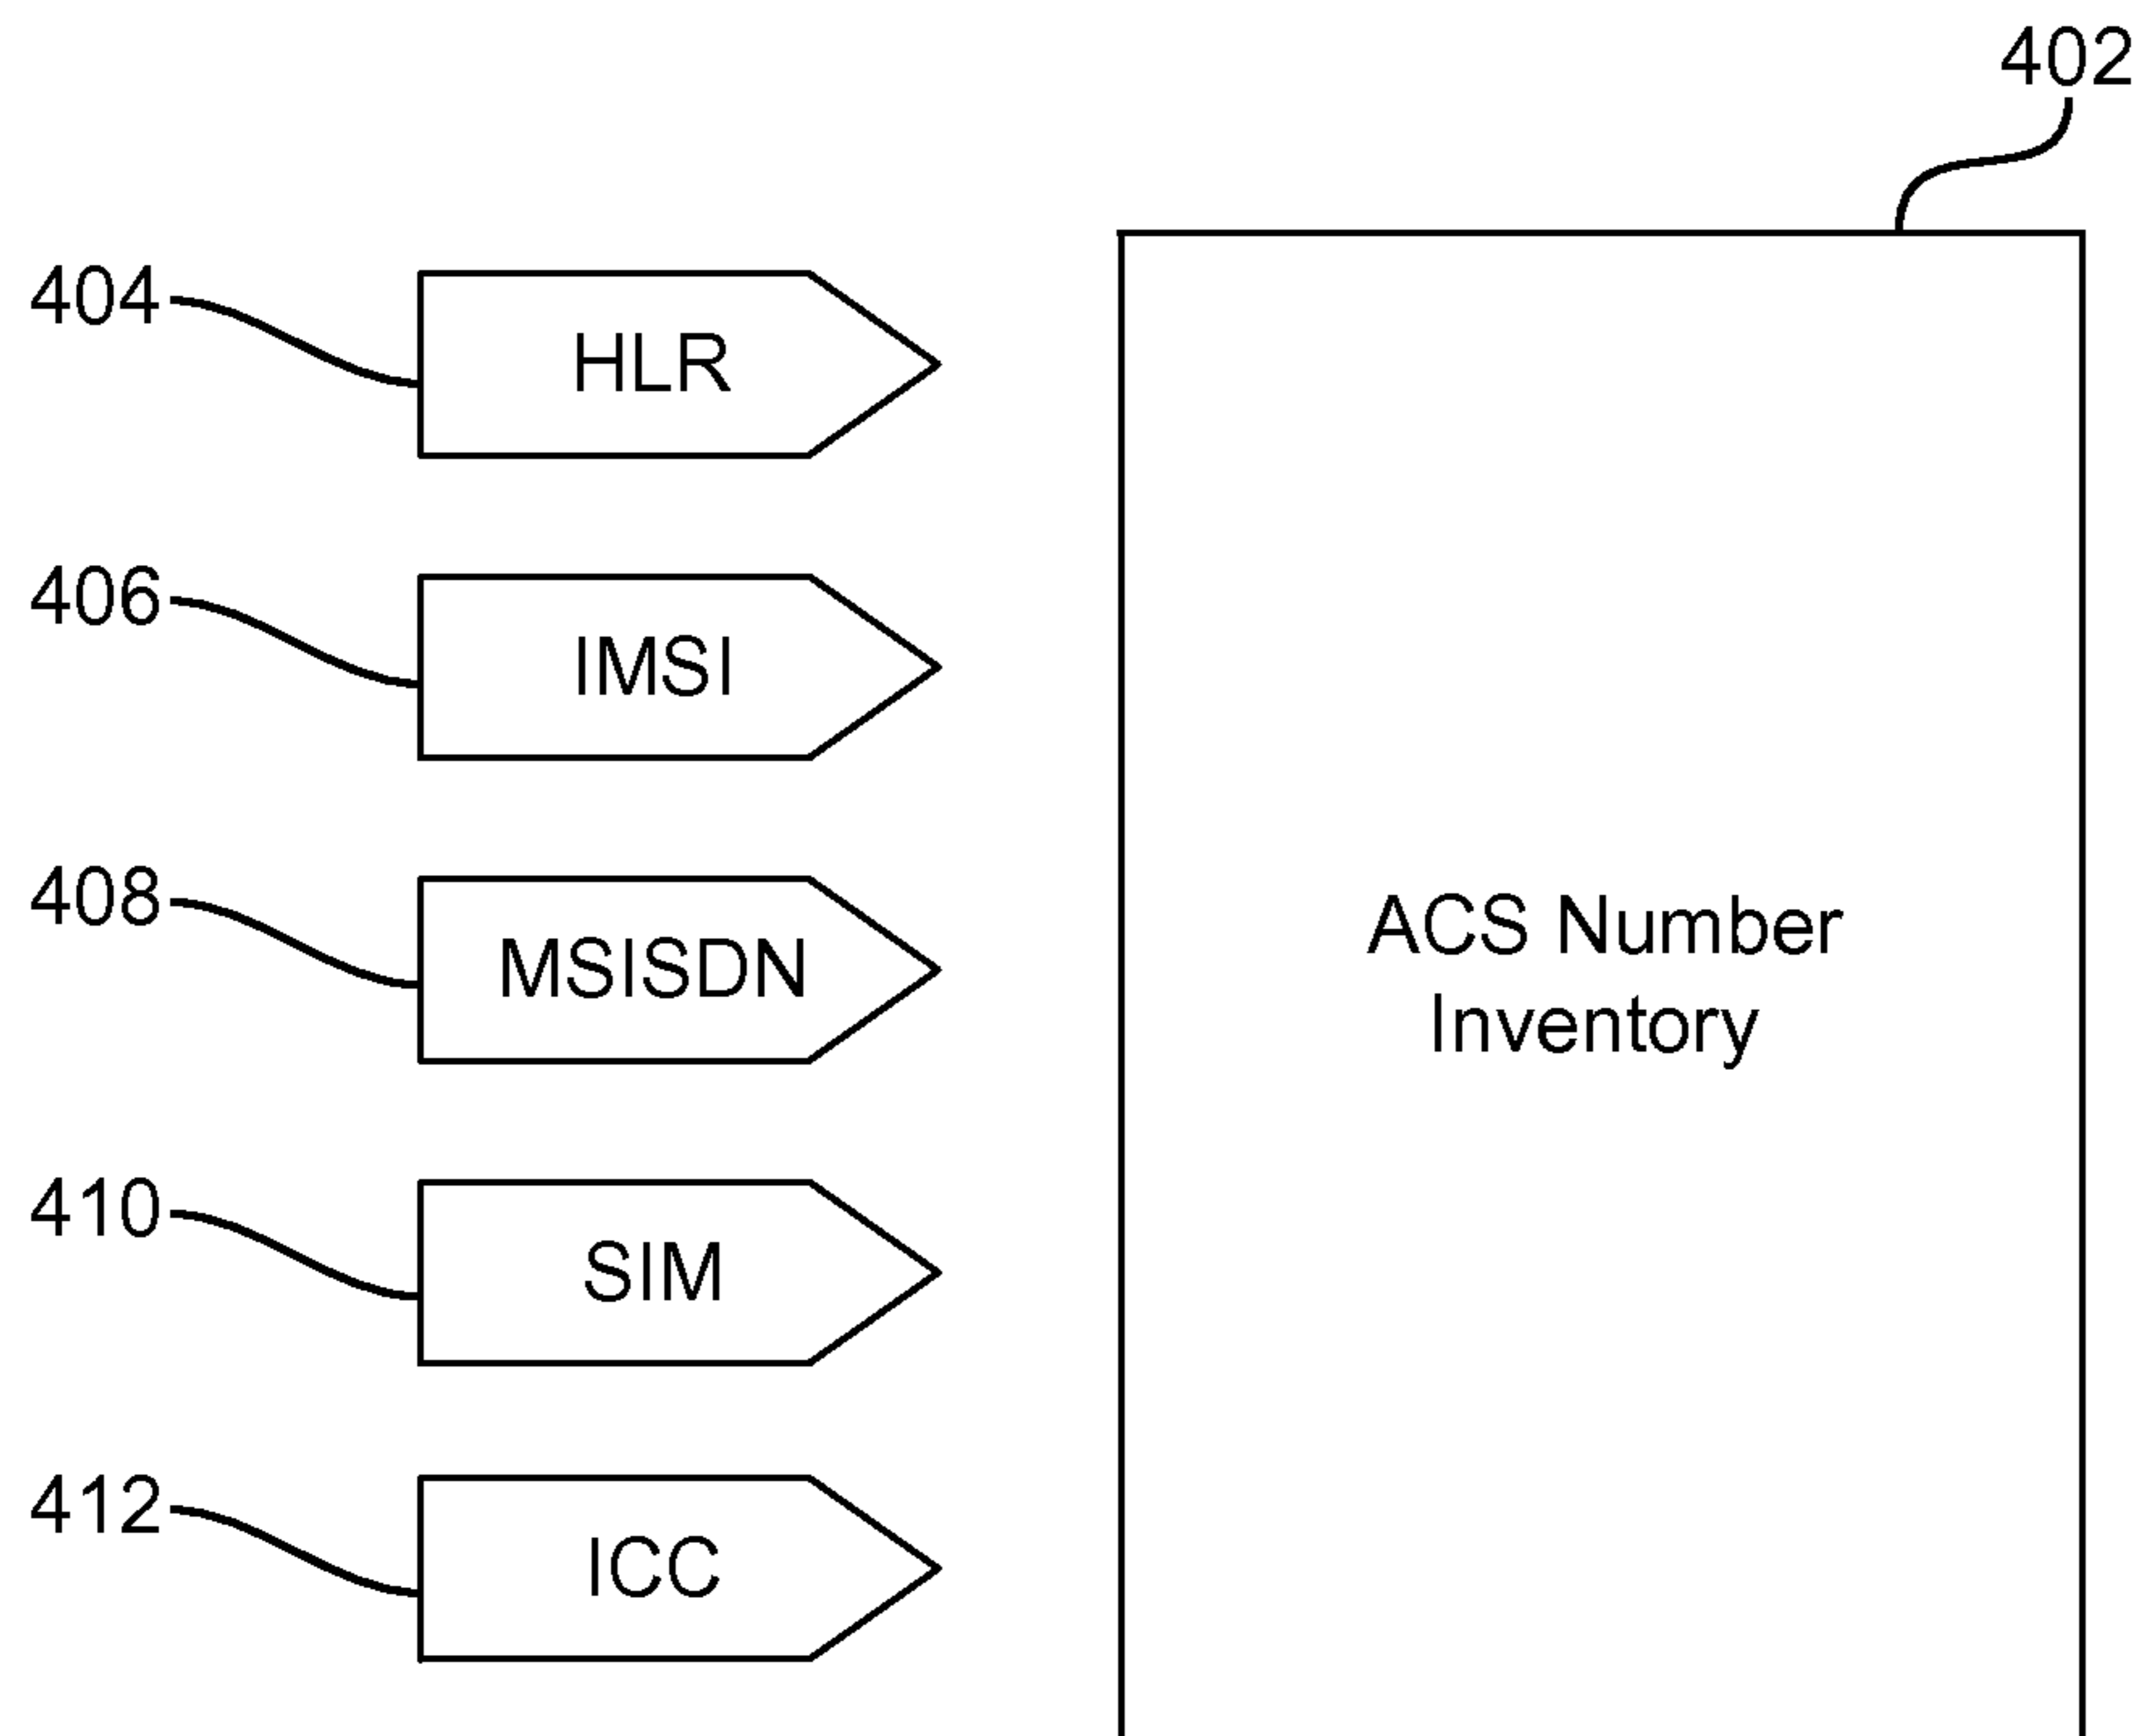 402
404
HLR
406
IMSI
408
MSISDN
ACS Number
Inventory
410
SIM
412
ICC